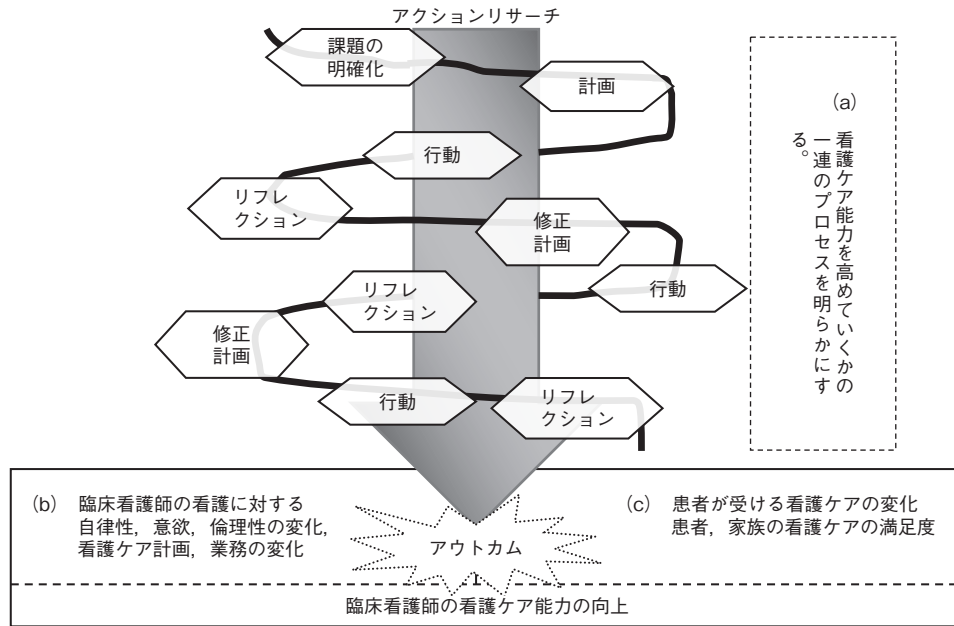 アクションリサーチ
課題の
明確化
計画
(a)
看護ケア能力を高めていくかの
一連のプロセスを明らかにす
る。
行動
リフレ
クション
修正
計画
行動
リフレ
クション
修正
計画
行動
リフレ
クション
(b) 臨床看護師の看護に対する
自律性，意欲，倫理性の変化，
看護ケア計画，業務の変化
(c) 患者が受ける看護ケアの変化
患者，家族の看護ケアの満足度
アウトカム
臨床看護師の看護ケア能力の向上